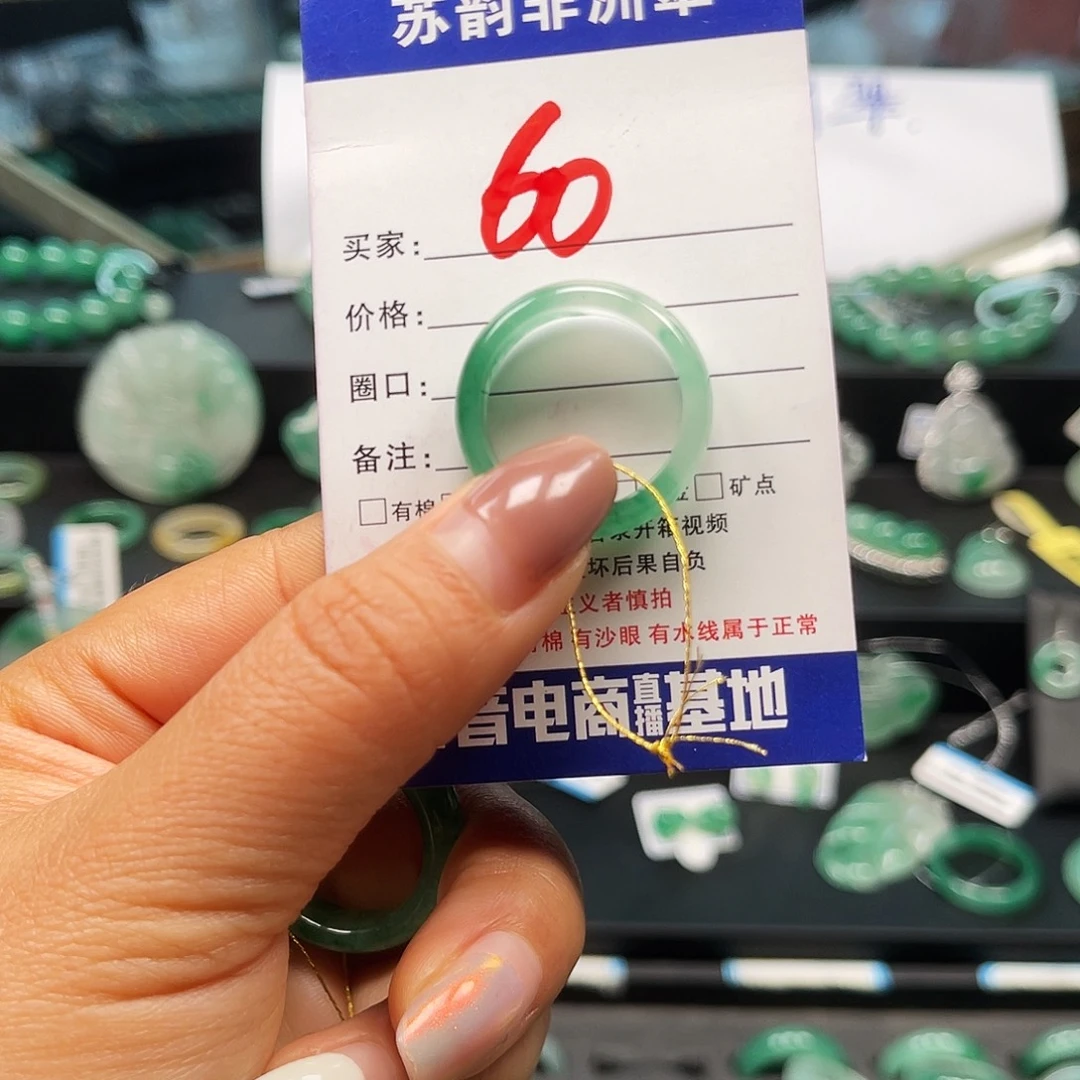 苏韵非洲翠
60
买家:
价格:
圈口:
备注:
□有棉 □矿点
开箱视频
坏后果自负
义者慎拍
棉 有沙眼 有水线属于正常
音电商直播基地